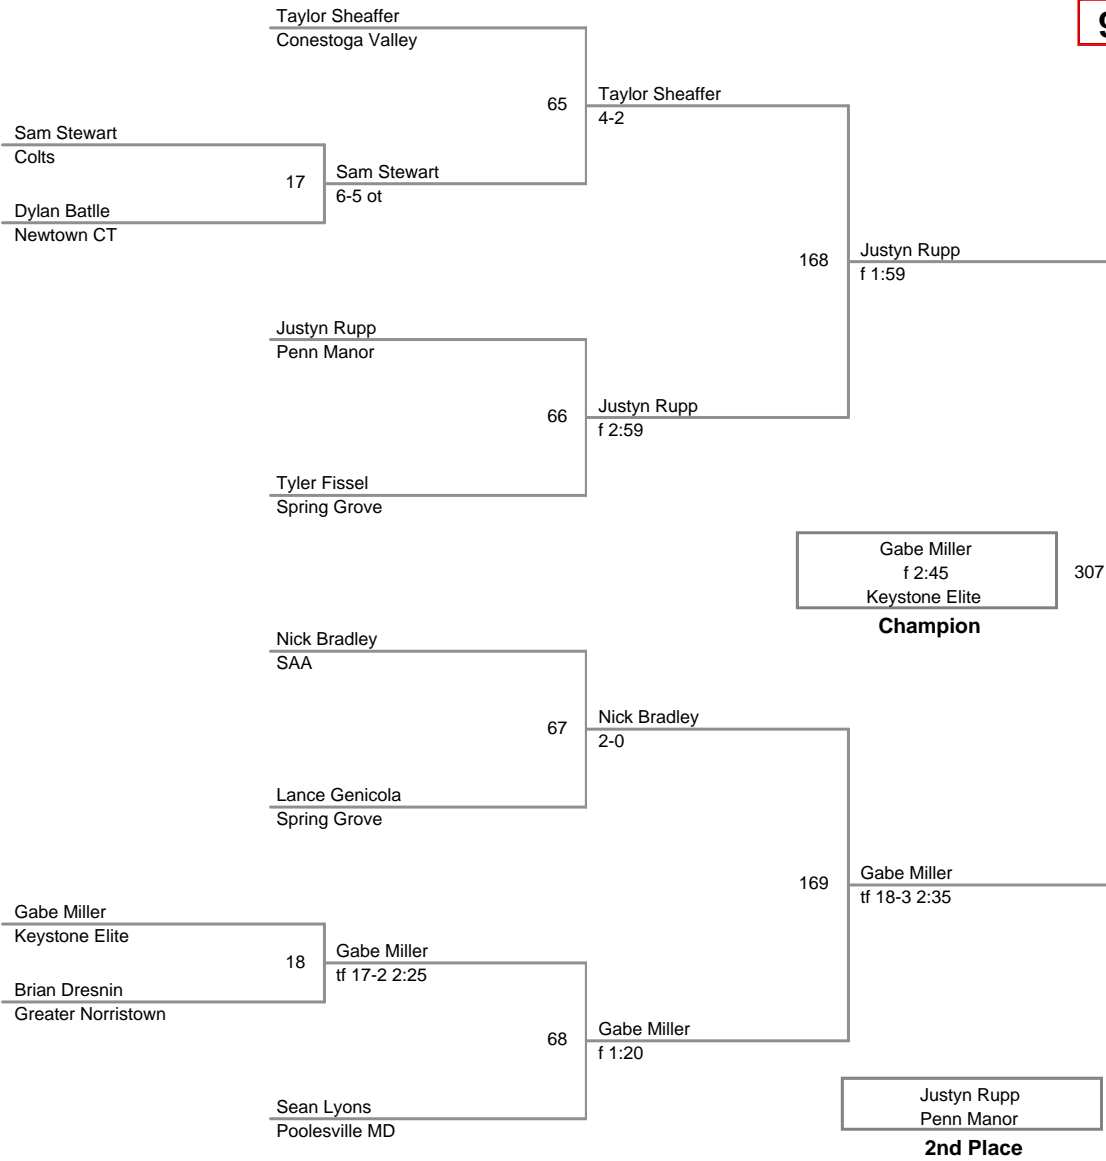 Taylor Sheaffer
Conestoga Valley
65
Taylor Sheaffer
4-2
Sam Stewart
Colts
17
Sam Stewart
6-5 ot
Dylan Batlle
Newtown CT
168
Justyn Rupp
f 1:59
Justyn Rupp
Penn Manor
66
Justyn Rupp
f 2:59
Tyler Fissel
Spring Grove
Gabe Miller
f 2:45
Keystone Elite
307
Champion
Nick Bradley
SAA
67
Nick Bradley
2-0
Lance Genicola
Spring Grove
169
Gabe Miller
tf 18-3 2:35
Gabe Miller
Keystone Elite
18
Gabe Miller
tf 17-2 2:25
Brian Dresnin
Greater Norristown
68
Gabe Miller
f 1:20
Sean Lyons
Poolesville MD
Justyn Rupp
Penn Manor
2nd Place